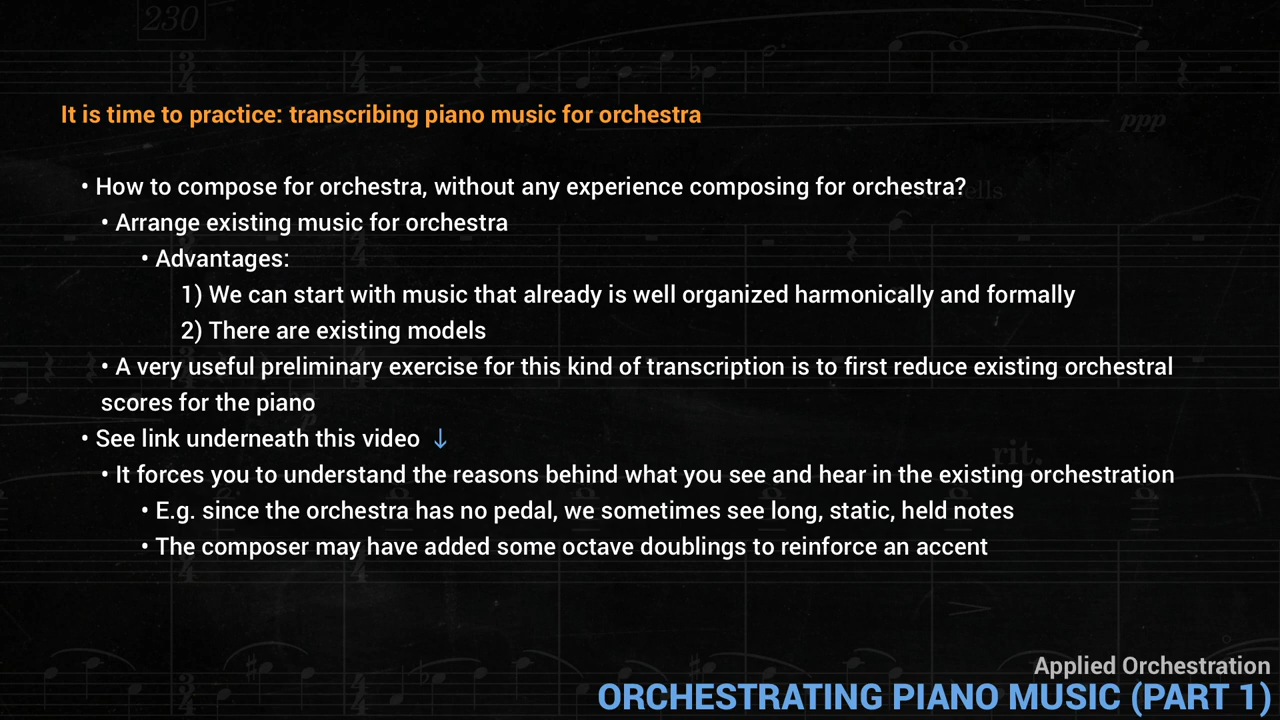 230
ppp
It is time to practice: transcribing piano music for orchestra
• How to compose for orchestra, without any experience composing for orchestra?
• Arrange existing music for orchestra
• Advantages:
1) We can start with music that already is well organized harmonically and formally
2) There are existing models
• A very useful preliminary exercise for this kind of transcription is to first reduce existing orchestral
scores for the piano
• See link underneath this video ↓
rit.
• It forces you to understand the reasons behind what you see and hear in the existing orchestration
• E.g. since the orchestra has no pedal, we sometimes see long, static, held notes
• The composer may have added some octave doublings to reinforce an accent
Applied Orchestration
ORCHESTRATING PIANO MUSIC (PART 1)